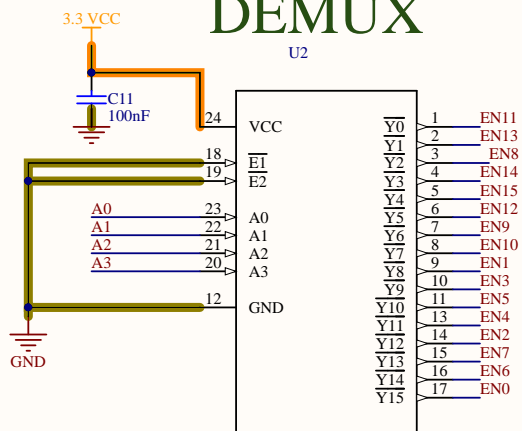 DEMUX
3.3 VCC
U2
C11
100nF
24 VCC
18 E1
19 E2
A0 23 A0
A1 22 A1
A2 21 A2
A3 20 A3
12 GND
GND
Y0 1 EN11
Y1 2 EN13
Y2 3 EN8
Y3 4 EN14
Y4 5 EN15
Y5 6 EN12
Y6 7 EN9
Y7 8 EN10
Y8 9 EN1
Y9 10 EN3
Y10 11 EN5
Y11 13 EN4
Y12 14 EN2
Y13 15 EN7
Y14 16 EN6
Y15 17 EN0